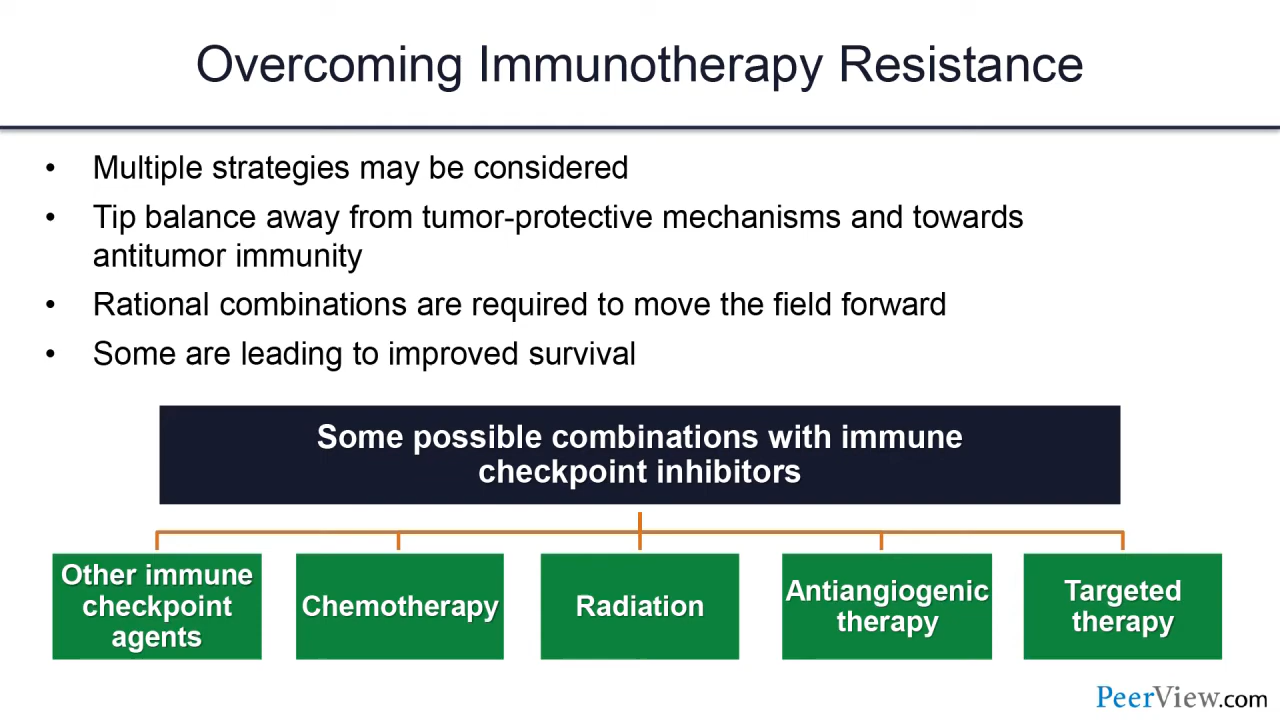 Overcoming Immunotherapy Resistance
• Multiple strategies may be considered
• Tip balance away from tumor-protective mechanisms and towards
antitumor immunity
• Rational combinations are required to move the field forward
• Some are leading to improved survival
Some possible combinations with immune
checkpoint inhibitors
Other immune
checkpoint
agents
Chemotherapy
Radiation
Antiangiogenic
therapy
Targeted
therapy
PeerView.com